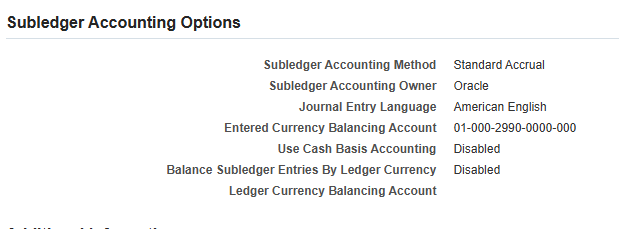 Subledger Accounting Options
Subledger Accounting Method Standard Accrual
Subledger Accounting Owner Oracle
Journal Entry Language American English
Entered Currency Balancing Account 01-000-2990-0000-000
Use Cash Basis Accounting Disabled
Balance Subledger Entries By Ledger Currency Disabled
Ledger Currency Balancing Account